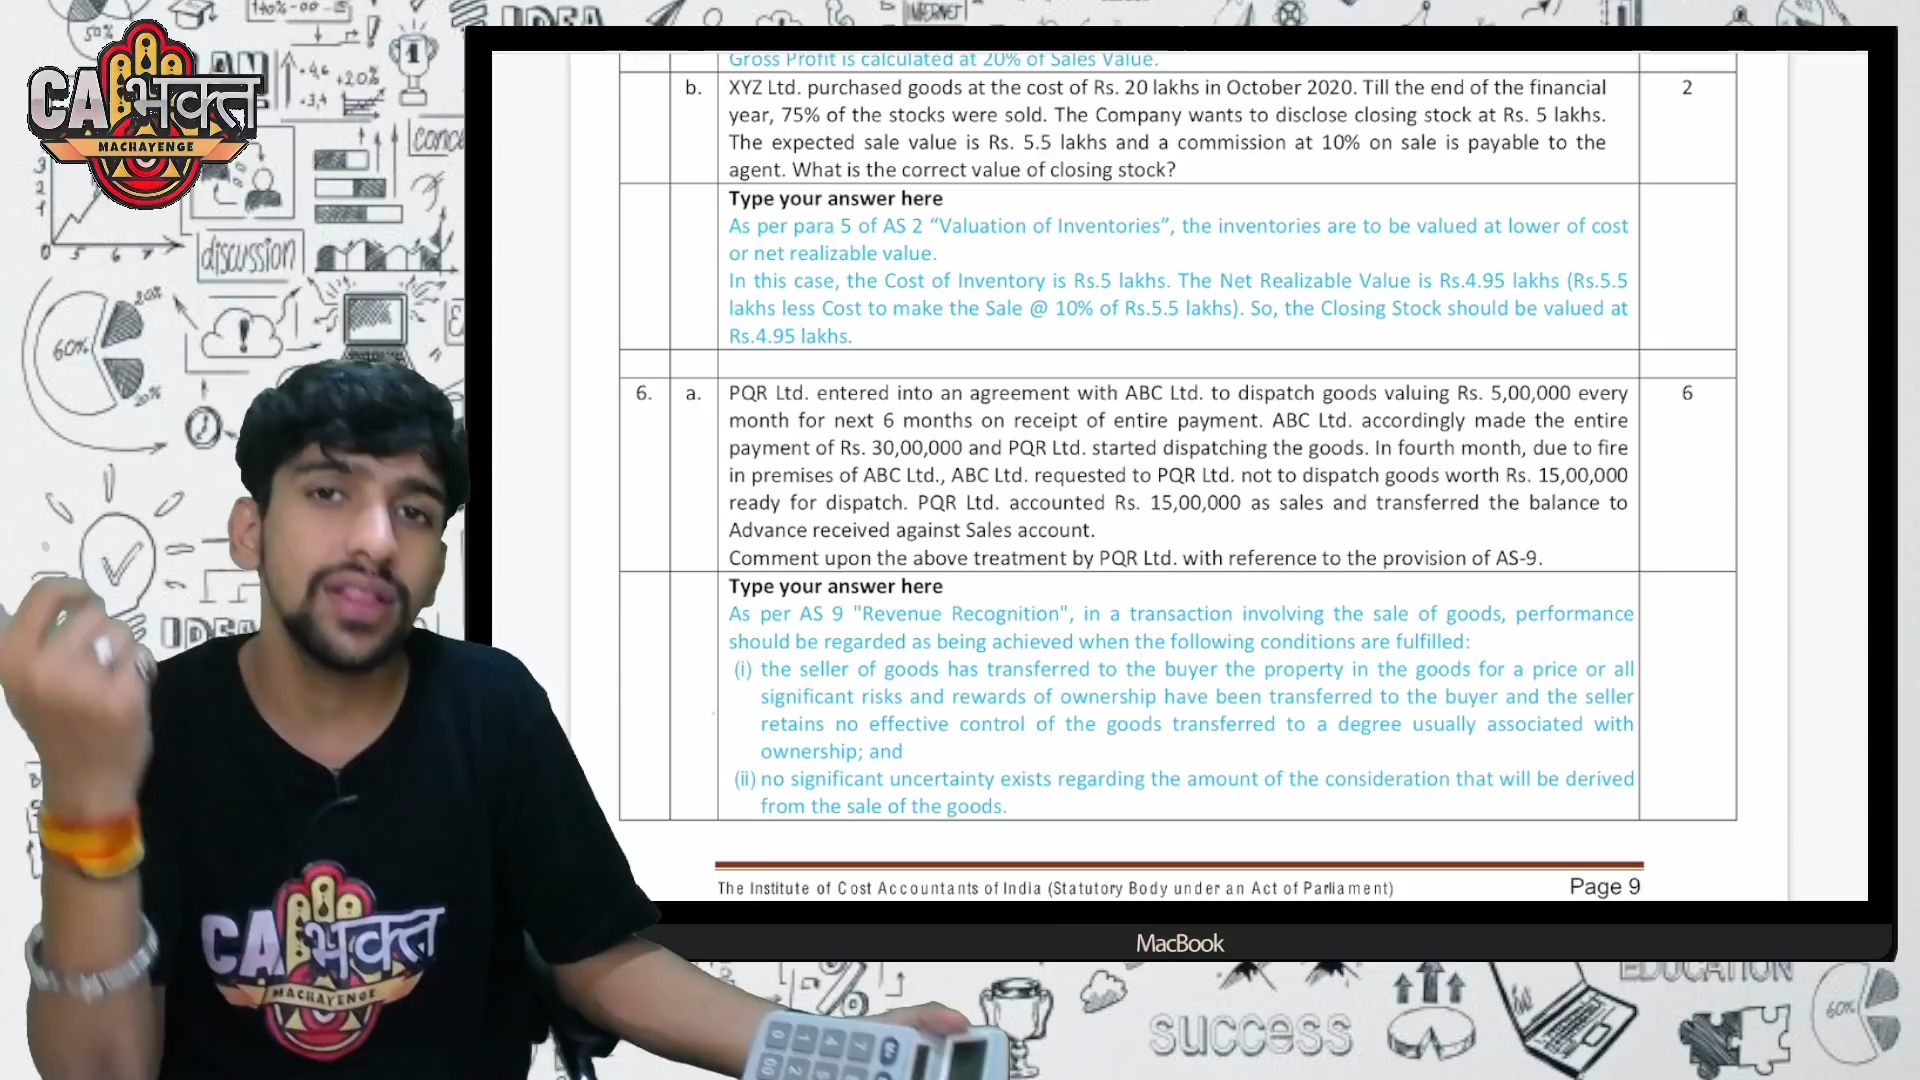 50%
+10% -00-
IDEA
INTERNET
CA भक्त
MACHAYENGE
+20%
discussion
60%
20%
20%
Gross Profit is calculated at 20% of Sales Value.
b. XYZ Ltd. purchased goods at the cost of Rs. 20 lakhs in October 2020. Till the end of the financial 2
year, 75% of the stocks were sold. The Company wants to disclose closing stock at Rs. 5 lakhs.
The expected sale value is Rs. 5.5 lakhs and a commission at 10% on sale is payable to the
agent. What is the correct value of closing stock?
Type your answer here
As per para 5 of AS 2 “Valuation of Inventories”, the inventories are to be valued at lower of cost
or net realizable value.
In this case, the Cost of Inventory is Rs.5 lakhs. The Net Realizable Value is Rs.4.95 lakhs (Rs.5.5
lakhs less Cost to make the Sale @ 10% of Rs.5.5 lakhs). So, the Closing Stock should be valued at
Rs.4.95 lakhs.
6. a. PQR Ltd. entered into an agreement with ABC Ltd. to dispatch goods valuing Rs. 5,00,000 every 6
month for next 6 months on receipt of entire payment. ABC Ltd. accordingly made the entire
payment of Rs. 30,00,000 and PQR Ltd. started dispatching the goods. In fourth month, due to fire
in premises of ABC Ltd., ABC Ltd. requested to PQR Ltd. not to dispatch goods worth Rs. 15,00,000
ready for dispatch. PQR Ltd. accounted Rs. 15,00,000 as sales and transferred the balance to
Advance received against Sales account.
Comment upon the above treatment by PQR Ltd. with reference to the provision of AS-9.
Type your answer here
As per AS 9 "Revenue Recognition", in a transaction involving the sale of goods, performance
should be regarded as being achieved when the following conditions are fulfilled:
(i) the seller of goods has transferred to the buyer the property in the goods for a price or all
significant risks and rewards of ownership have been transferred to the buyer and the seller
retains no effective control of the goods transferred to a degree usually associated with
ownership; and
(ii) no significant uncertainty exists regarding the amount of the consideration that will be derived
from the sale of the goods.
The Institute of Cost Accountants of India (Statutory Body under an Act of Parliament) Page 9
MacBook
CA भक्त
MACHAYENGE
EDUCATION
success
60%